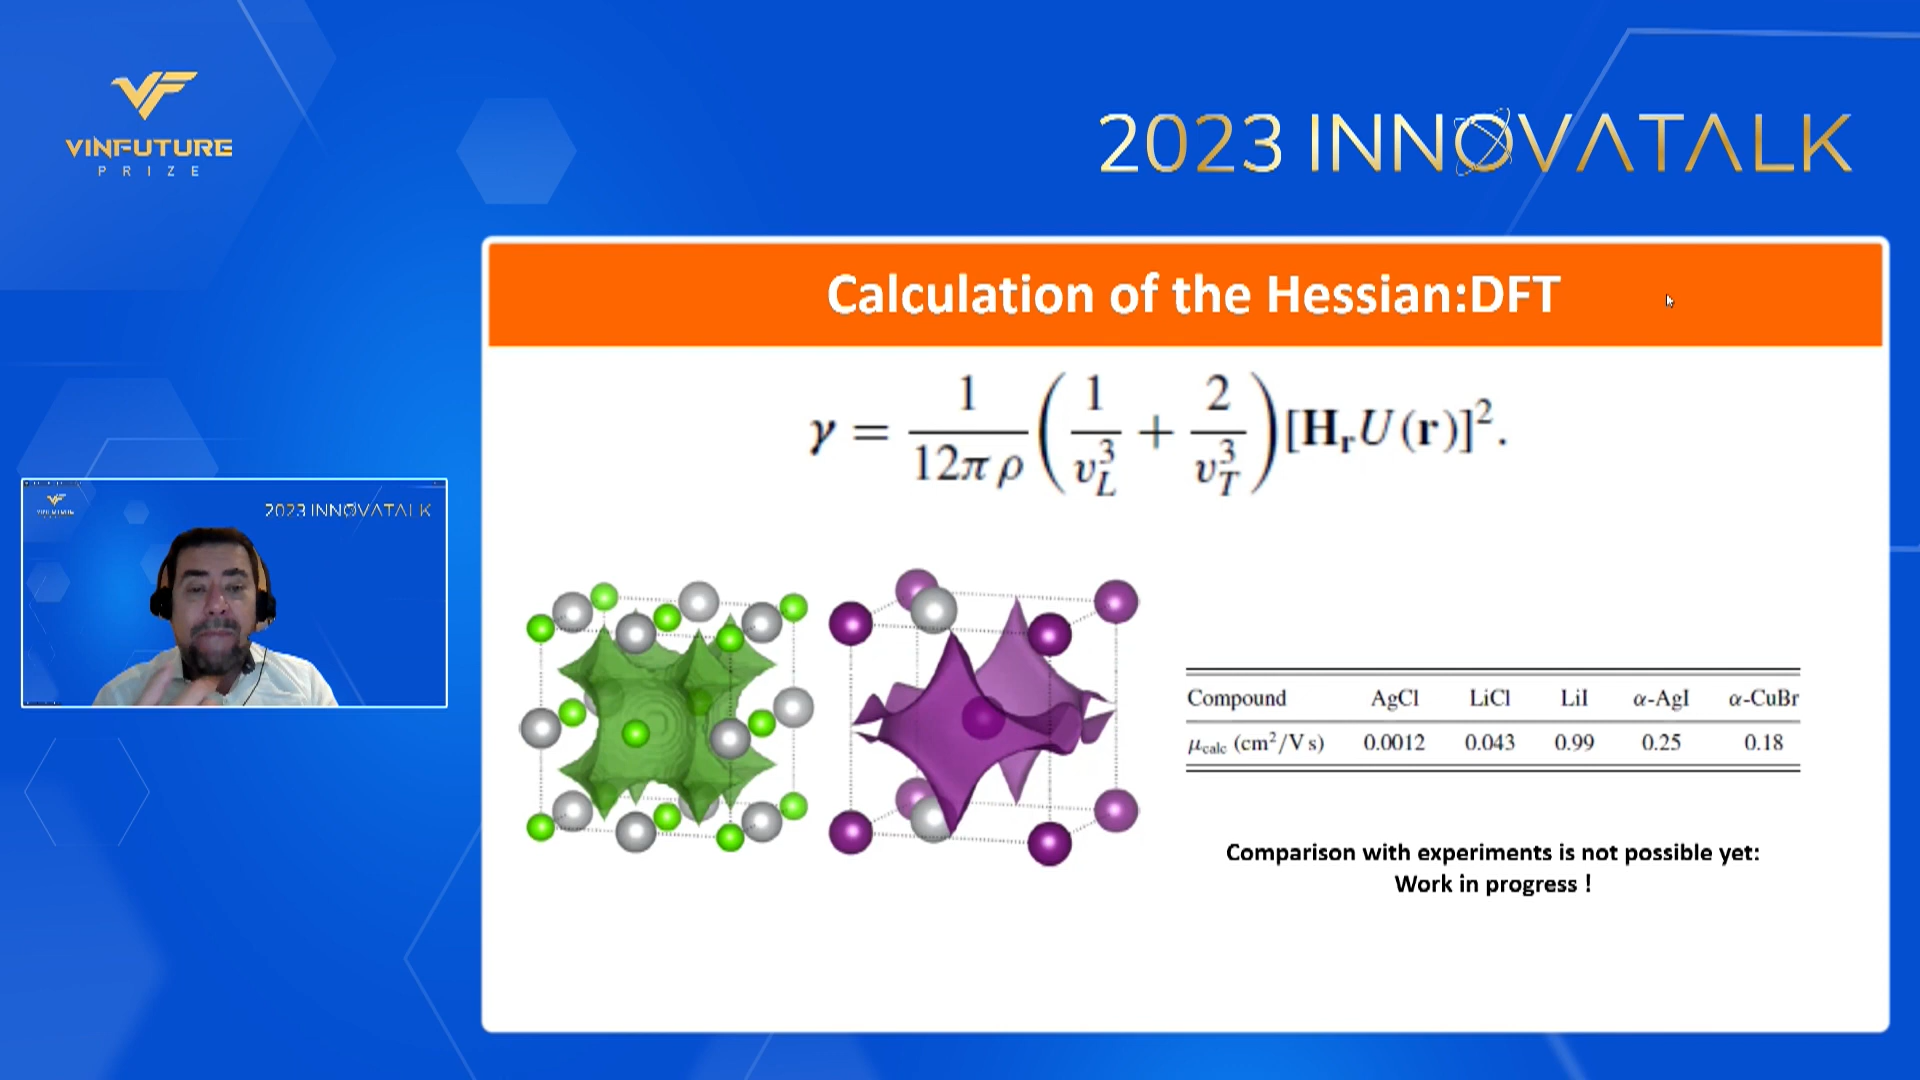 VINFUTURE
PRIZE
2023 INNOVATALK
Calculation of the Hessian:DFT
γ = 1/(12πρ) (1/v_L^3 + 2/v_T^3) [H_r U(r)]^2.
2023 INNOVATALK
Compound AgCl LiCl LiI α-AgI α-CuBr
μcalc (cm²/V s) 0.0012 0.043 0.99 0.25 0.18
Comparison with experiments is not possible yet:
Work in progress !